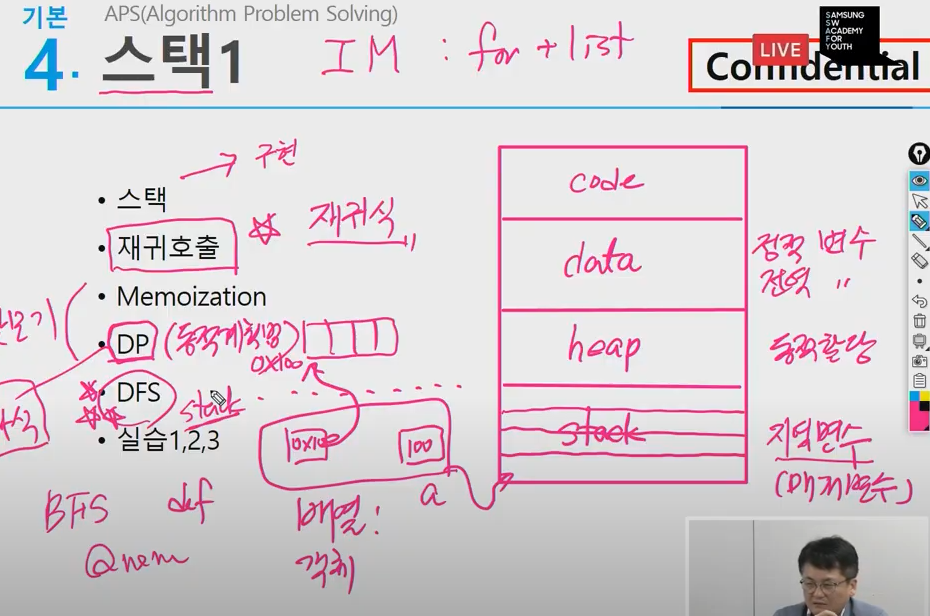 기본
APS(Algorithm Problem Solving)
4. 스택1
IM : for + list
LIVE
SAMSUNG
SW
ACADEMY
FOR
YOUTH
Confidential
• 스택
구현
• 재귀호출
재귀식
• Memoization
• DP (동적계획법)
0x100
• DFS
stack
• 실습1,2,3
0x100
100
a
BFS def
배열:
객체
code
data
정적 변수
전역 "
heap
동적할당
stack
지역변수
(매개변수)